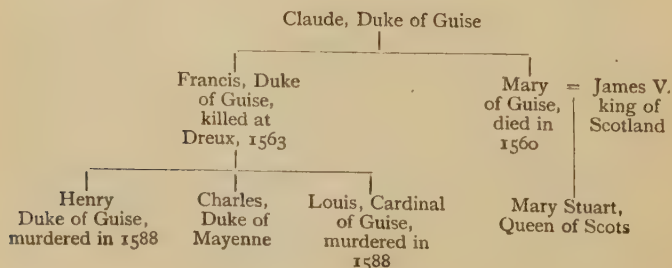 Claude, Duke of Guise
Francis, Duke
of Guise,
killed at
Dreux, 1563
Mary
of Guise,
died in
1560
= James V.
king of
Scotland
Henry
Duke of Guise,
murdered in 1588
Charles,
Duke of
Mayenne
Louis, Cardinal
of Guise,
murdered in
1588
Mary Stuart,
Queen of Scots